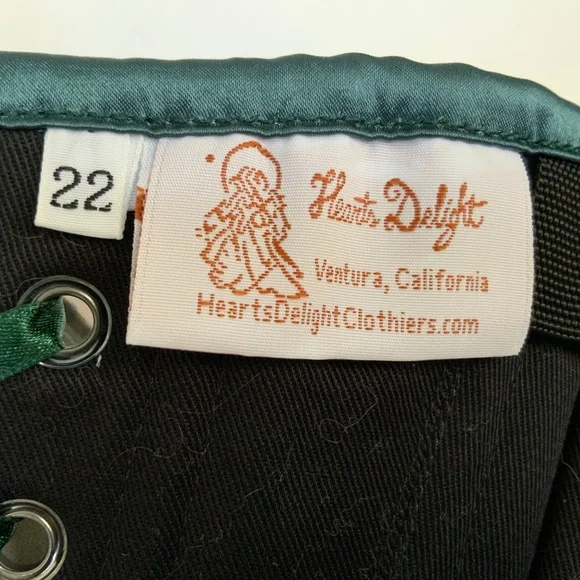 22
Hearts Delight
Ventura, California
HeartsDelightClothiers.com